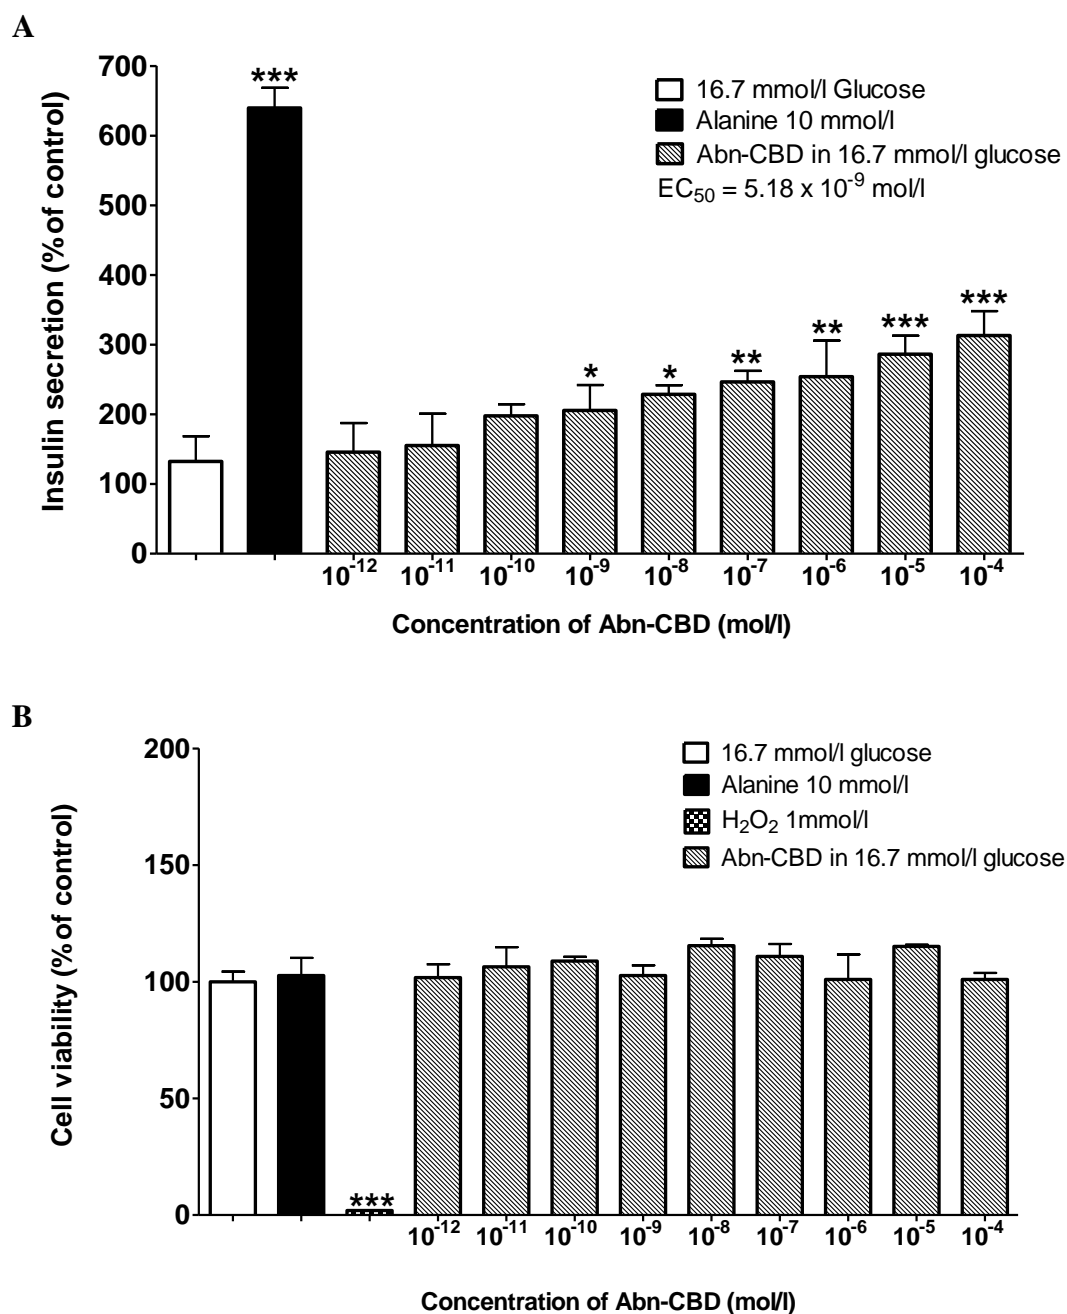 A
700
600
500
400
300
200
100
0
Insulin secretion (% of control)
***
*
*
**
**
***
***
16.7 mmol/l Glucose
Alanine 10 mmol/l
Abn-CBD in 16.7 mmol/l glucose
EC50 = 5.18 x 10-9 mol/l
10-12 10-11 10-10 10-9 10-8 10-7 10-6 10-5 10-4
Concentration of Abn-CBD (mol/l)
B
200
150
100
50
0
Cell viability (% of control)
***
16.7 mmol/l glucose
Alanine 10 mmol/l
H2O2 1mmol/l
Abn-CBD in 16.7 mmol/l glucose
10-12 10-11 10-10 10-9 10-8 10-7 10-6 10-5 10-4
Concentration of Abn-CBD (mol/l)